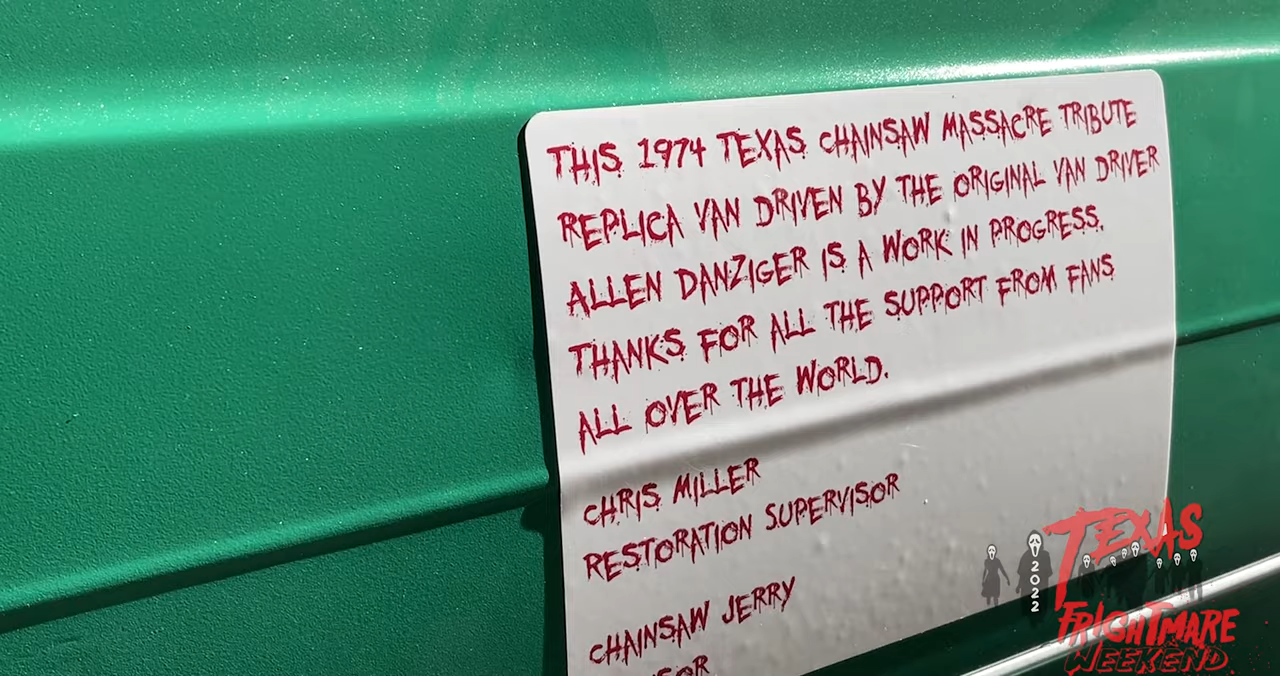 THIS 1974 TEXAS CHAINSAW MASSACRE TRIBUTE
REPLICA VAN DRIVEN BY THE ORIGINAL VAN DRIVER
ALLEN DANZIGER IS A WORK IN PROGRESS.
THANKS FOR ALL THE SUPPORT FROM FANS
ALL OVER THE WORLD.
CHRIS MILLER
RESTORATION SUPERVISOR
CHAINSAW JERRY
TEXAS
2022
FRIGHTMARE
WEEKEND